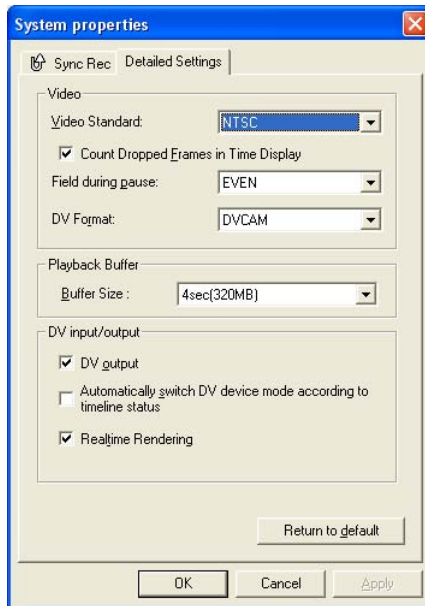 System properties
Sync Rec
Detailed Settings
Video
Video Standard:
NTSC
Count Dropped Frames in Time Display
Field during pause:
EVEN
DV Format:
DVCAM
Playback Buffer
Buffer Size :
4sec(320MB)
DV input/output
DV output
Automatically switch DV device mode according to
timeline status
Realtime Rendering
Return to default
OK
Cancel
Apply